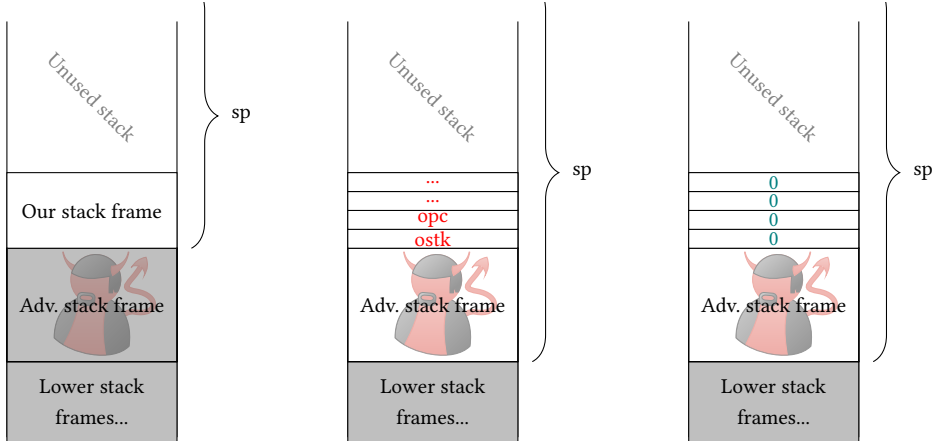 Unused stack
sp
Our stack frame
Adv. stack frame
Lower stack
frames...
Unused stack
sp
...
...
opc
ostk
Adv. stack frame
Lower stack
frames...
Unused stack
sp
0
0
0
0
Adv. stack frame
Lower stack
frames...